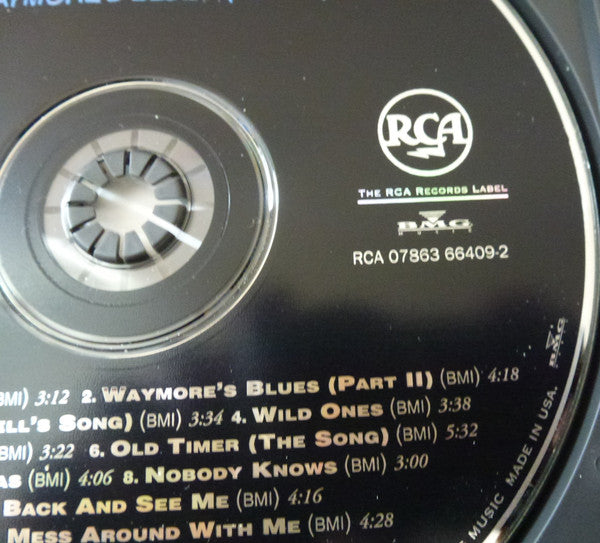 RCA
THE RCA RECORDS LABEL
BMG
RCA 07863 66409-2
BMG
(BMI) 3:12 2. WAYMORE'S BLUES (PART II) (BMI) 4:18
SONG) (BMI) 3:34 4. WILD ONES (BMI) 3:38
(BMI) 3:22 6. OLD TIMER (THE SONG) (BMI) 5:32
(BMI) 4:06 8. NOBODY KNOWS (BMI) 3:00
BACK AND SEE ME (BMI) 4:16
MESS AROUND WITH ME (BMI) 4:28
MUSIC. MADE IN USA.